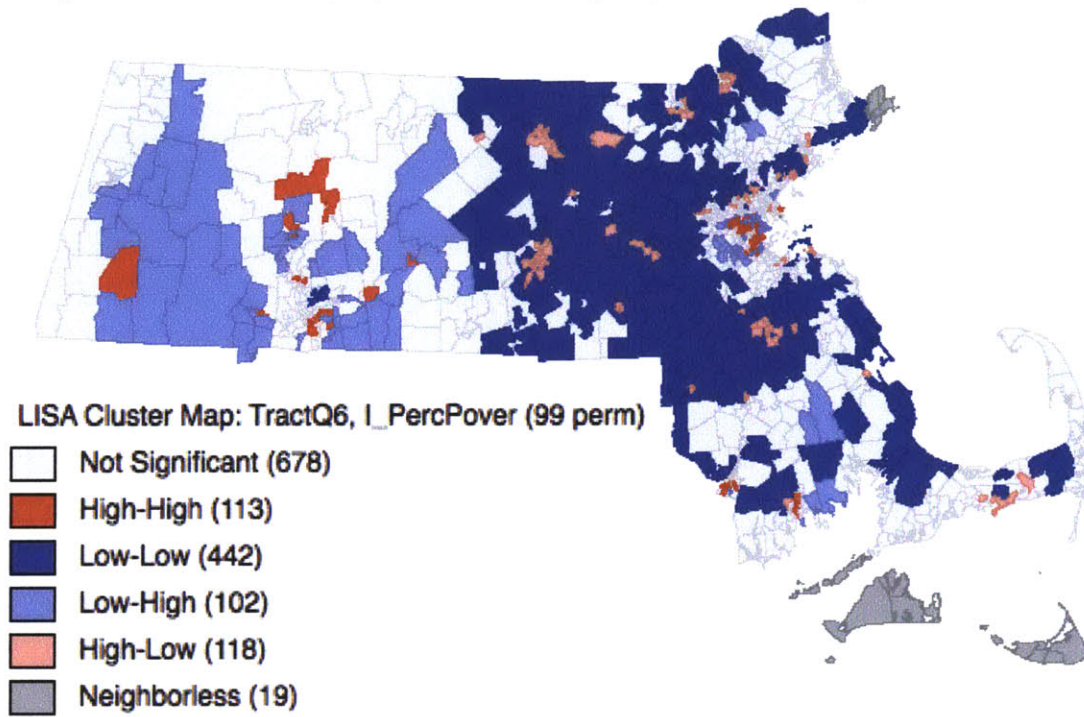 LISA Cluster Map: TractQ6, I_PercPover (99 perm)
Not Significant (678)
High-High (113)
Low-Low (442)
Low-High (102)
High-Low (118)
Neighborless (19)